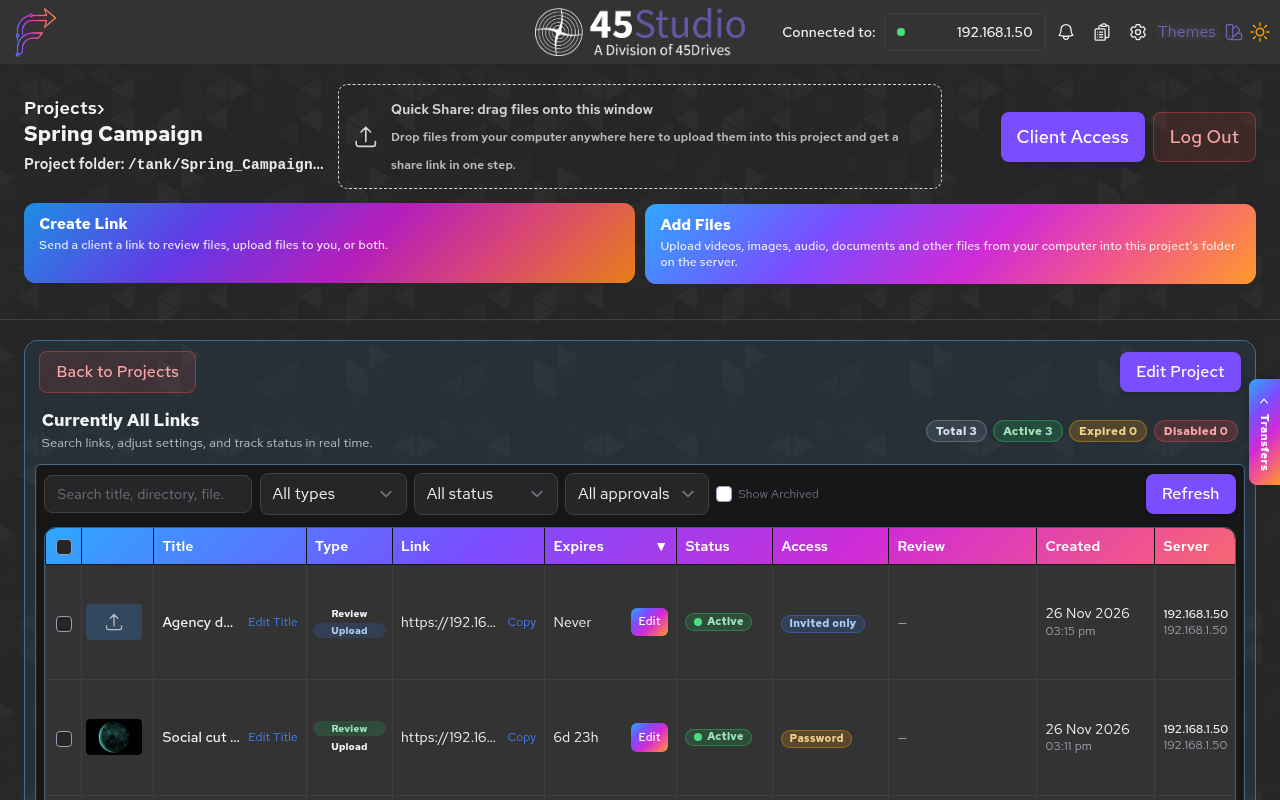 45Studio
A Division of 45Drives
Connected to:
192.168.1.50
Themes
Projects›
Spring Campaign
Project folder: /tank/Spring_Campaign…
Quick Share: drag files onto this window
Drop files from your computer anywhere here to upload them into this project and get a
share link in one step.
Client Access
Log Out
Create Link
Send a client a link to review files, upload files to you, or both.
Add Files
Upload videos, images, audio, documents and other files from your computer into this project's folder
on the server.
Back to Projects
Edit Project
Currently All Links
Search links, adjust settings, and track status in real time.
Total 3
Active 3
Expired 0
Disabled 0
Transfers
Search title, directory, file.
All types
All status
All approvals
Show Archived
Refresh
Title Type Link Expires ▼ Status Access Review Created Server
Agency d… Edit Title
Review
Upload
https://192.16… Copy
Never Edit
Active
Invited only
—
26 Nov 2026
03:15 pm
192.168.1.50
192.168.1.50
Social cut … Edit Title
Review
Upload
https://192.16… Copy
6d 23h Edit
Active
Password
—
26 Nov 2026
03:11 pm
192.168.1.50
192.168.1.50